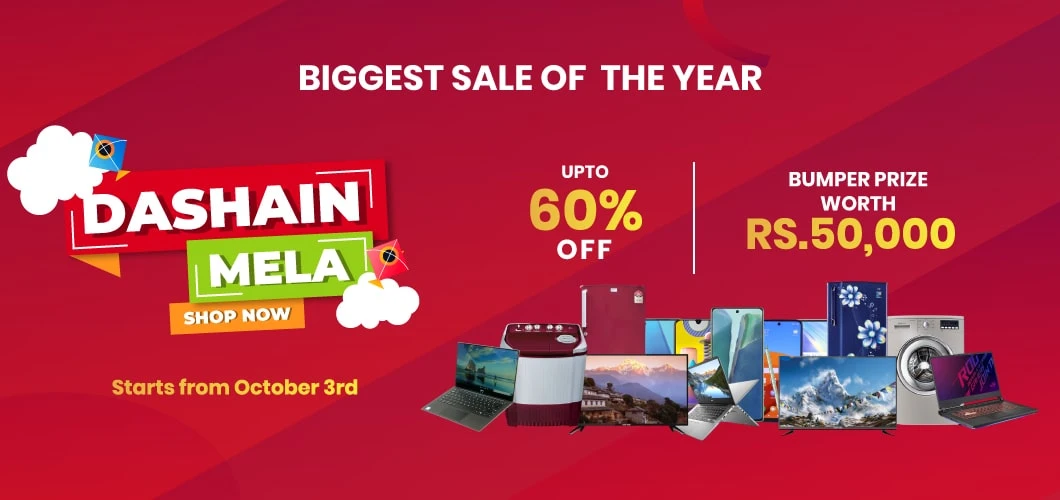 BIGGEST SALE OF THE YEAR
DASHAIN
MELA
SHOP NOW
Starts from October 3rd
UPTO
60%
OFF
BUMPER PRIZE
WORTH
RS.50,000